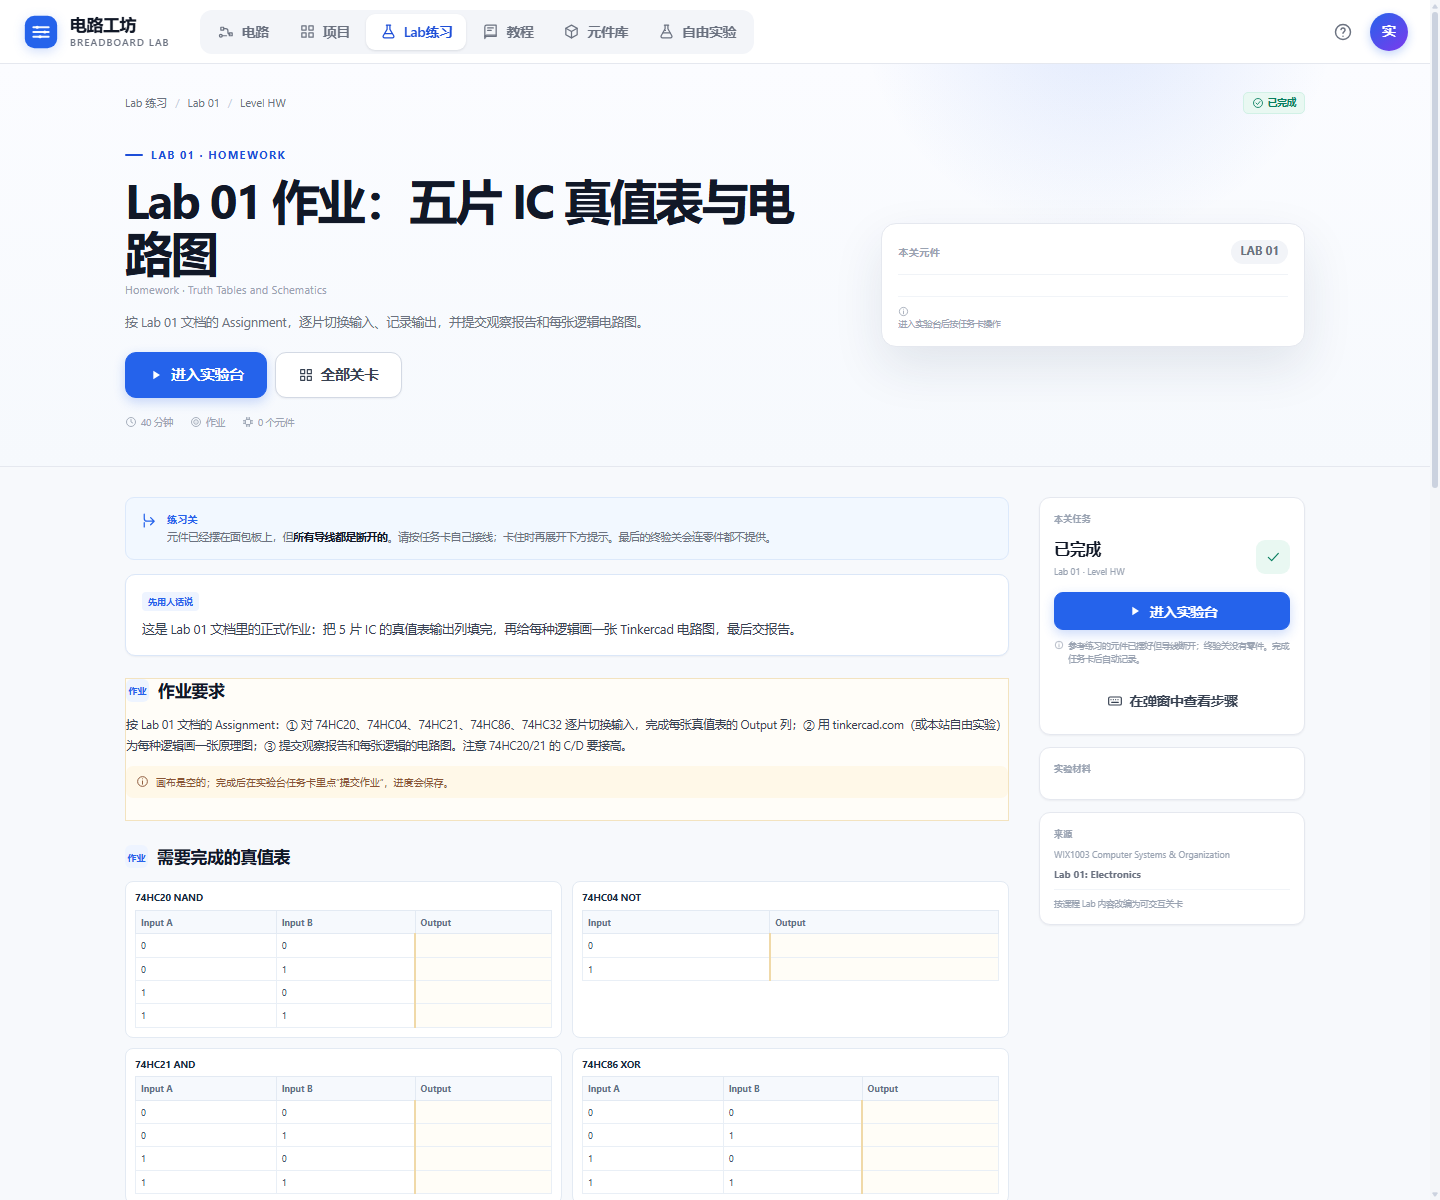 电路工坊
BREADBOARD LAB
电路
项目
Lab练习
教程
元件库
自由实验
实
Lab 练习 / Lab 01 / Level HW
已完成
LAB 01 · HOMEWORK
Lab 01 作业：五片 IC 真值表与电
路图
Homework · Truth Tables and Schematics
按 Lab 01 文档的 Assignment，逐片切换输入、记录输出，并提交观察报告和每张逻辑电路图。
进入实验台
全部关卡
40 分钟
作业
0 个元件
本关元件
LAB 01
进入实验台后按任务卡操作
练习关
元件已经摆在面包板上，但所有导线都是断开的。请按任务卡自己接线；卡住时再展开下方提示。最后的终验关会连零件都不提供。
先用人话说
这是 Lab 01 文档里的正式作业：把 5 片 IC 的真值表输出列填完，再给每种逻辑画一张 Tinkercad 电路图，最后交报告。
作业
作业要求
按 Lab 01 文档的 Assignment：① 对 74HC20、74HC04、74HC21、74HC86、74HC32 逐片切换输入，完成每张真值表的 Output 列；② 用 tinkercad.com（或本站自由实验）
为每种逻辑画一张原理图；③ 提交观察报告和每张逻辑的电路图。注意 74HC20/21 的 C/D 要接高。
画布是空的；完成后在实验台任务卡里点"提交作业"，进度会保存。
作业
需要完成的真值表
74HC20 NAND
Input A Input B Output
0 0
0 1
1 0
1 1
74HC04 NOT
Input Output
0
1
74HC21 AND
Input A Input B Output
0 0
0 1
1 0
1 1
74HC86 XOR
Input A Input B Output
0 0
0 1
1 0
1 1
本关任务
已完成
Lab 01 · Level HW
进入实验台
参考练习的元件已摆好但导线断开；终验关没有零件。完成
任务卡后自动记录。
在弹窗中查看步骤
实验材料
来源
WIX1003 Computer Systems & Organization
Lab 01: Electronics
按课程 Lab 内容改编为可交互关卡